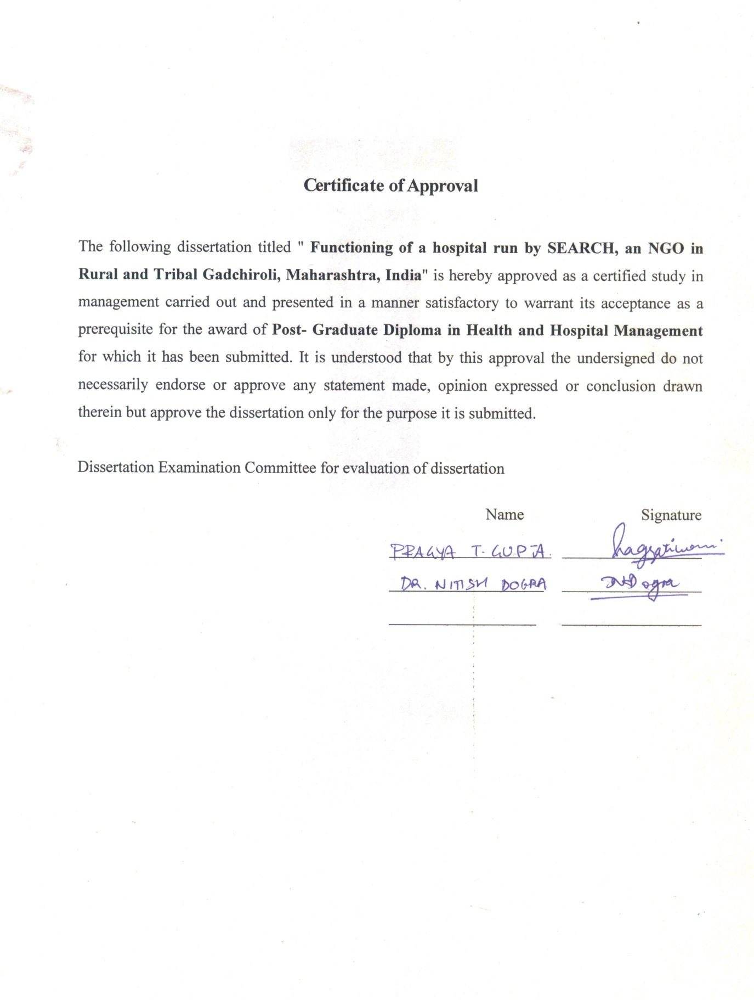 Certificate of Approval
The following dissertation titled " Functioning of a hospital run by SEARCH, an NGO in
Rural and Tribal Gadchiroli, Maharashtra, India" is hereby approved as a certified study in
management carried out and presented in a manner satisfactory to warrant its acceptance as a
prerequisite for the award of Post- Graduate Diploma in Health and Hospital Management
for which it has been submitted. It is understood that by this approval the undersigned do not
necessarily endorse or approve any statement made, opinion expressed or conclusion drawn
therein but approve the dissertation only for the purpose it is submitted.
Dissertation Examination Committee for evaluation of dissertation
Name Signature
PRAGYA T. GUPTA.
DR. NITISH DOGRA NDogra